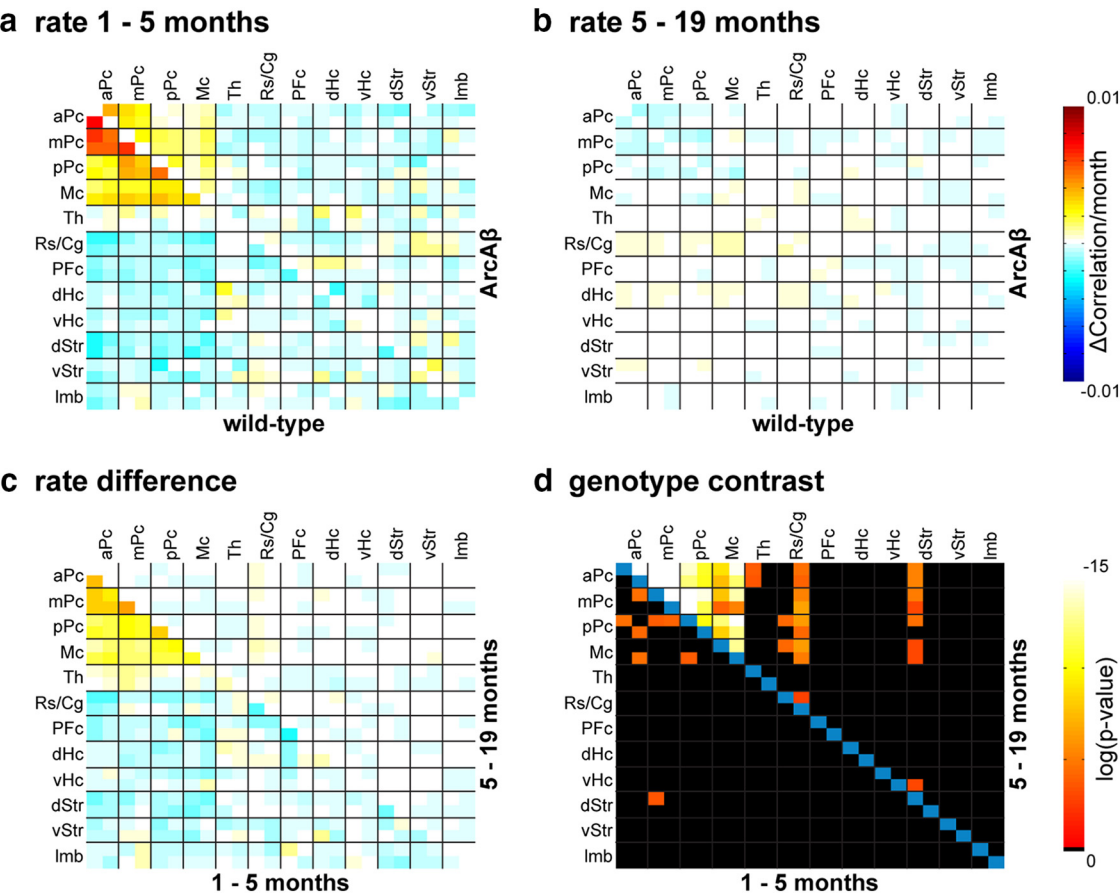 a rate 1 - 5 months
aPc mPc pPc Mc Th Rs/Cg PFc dHc vHc dStr vStr lmb
aPc
mPc
pPc
Mc
Th
Rs/Cg
PFc
dHc
vHc
dStr
vStr
lmb
ArcAβ
wild-type
b rate 5 - 19 months
aPc mPc pPc Mc Th Rs/Cg PFc dHc vHc dStr vStr lmb
aPc
mPc
pPc
Mc
Th
Rs/Cg
PFc
dHc
vHc
dStr
vStr
lmb
ArcAβ
wild-type
0.01
ΔCorrelation/month
-0.01
c rate difference
aPc mPc pPc Mc Th Rs/Cg PFc dHc vHc dStr vStr lmb
aPc
mPc
pPc
Mc
Th
Rs/Cg
PFc
dHc
vHc
dStr
vStr
lmb
5 - 19 months
1 - 5 months
d genotype contrast
aPc mPc pPc Mc Th Rs/Cg PFc dHc vHc dStr vStr lmb
aPc
mPc
pPc
Mc
Th
Rs/Cg
PFc
dHc
vHc
dStr
vStr
lmb
5 - 19 months
1 - 5 months
-15
log(p-value)
0